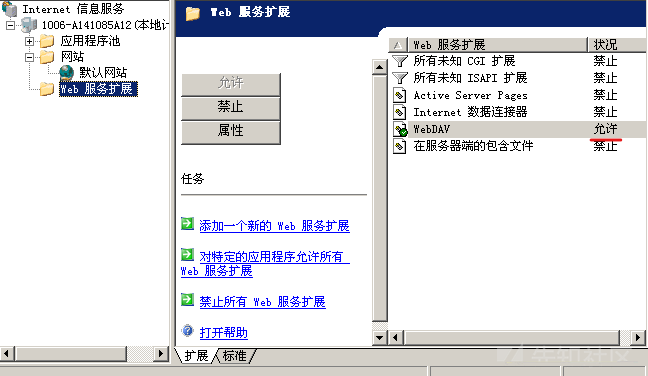 Internet 信息服务
1006-A141085A12(本地计
应用程序池
网站
默认网站
Web 服务扩展
Web 服务扩展
允许
禁止
属性
任务
添加一个新的 Web 服务扩展
对特定的应用程序允许所有
Web 服务扩展
禁止所有 Web 服务扩展
打开帮助
Web 服务扩展 状况
所有未知 CGI 扩展 禁止
所有未知 ISAPI 扩展 禁止
Active Server Pages 禁止
Internet 数据连接器 禁止
WebDAV 允许
在服务器端的包含文件 禁止
扩展 标准